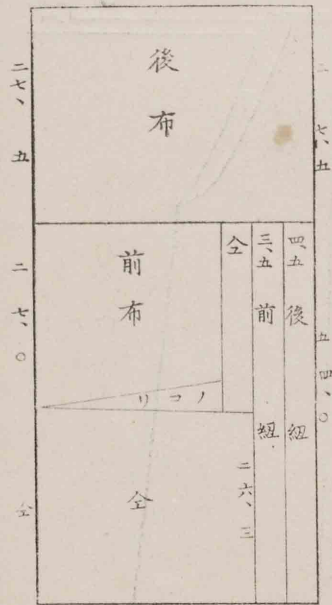 後布
二七、五
二七、五
前布
仝
三、五 前紐
四、五 後紐
五四、〇
二七、〇
ノコリ
仝
二六、三
仝